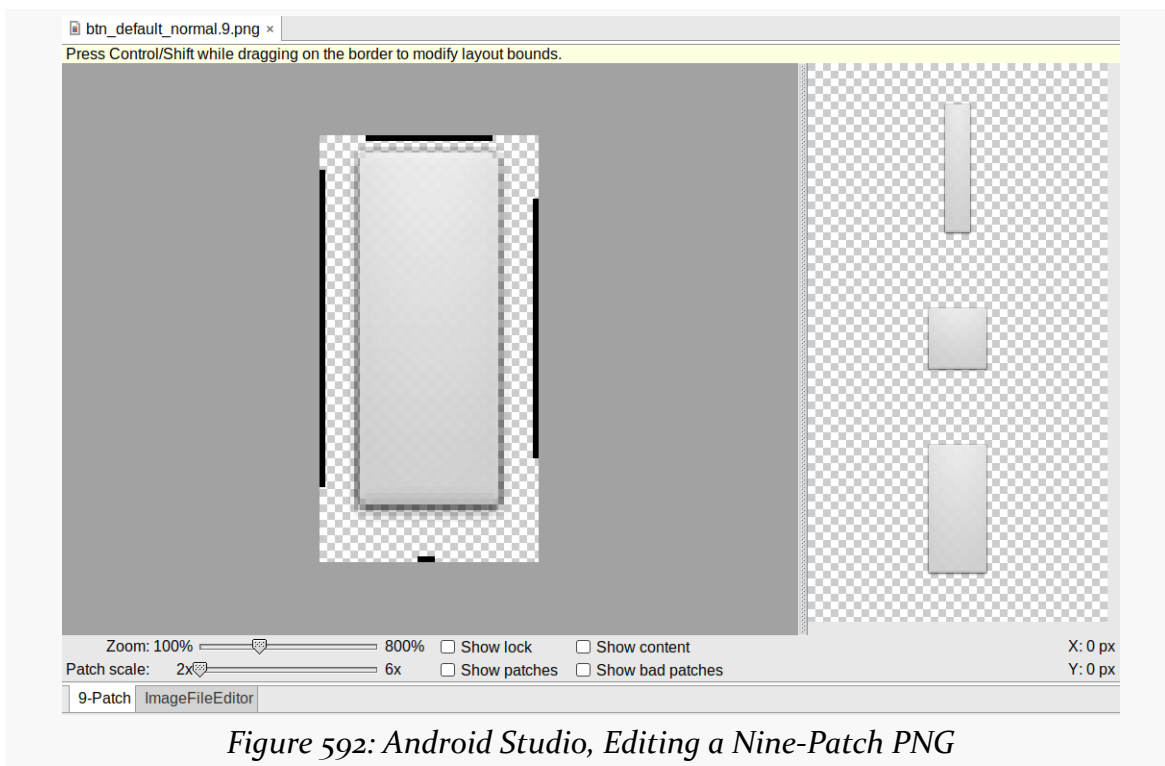 btn_default_normal.9.png ×
Press Control/Shift while dragging on the border to modify layout bounds.
Zoom: 100% 800% Show lock Show content X: 0 px
Patch scale: 2x 6x Show patches Show bad patches Y: 0 px
9-Patch ImageFileEditor
Figure 592: Android Studio, Editing a Nine-Patch PNG